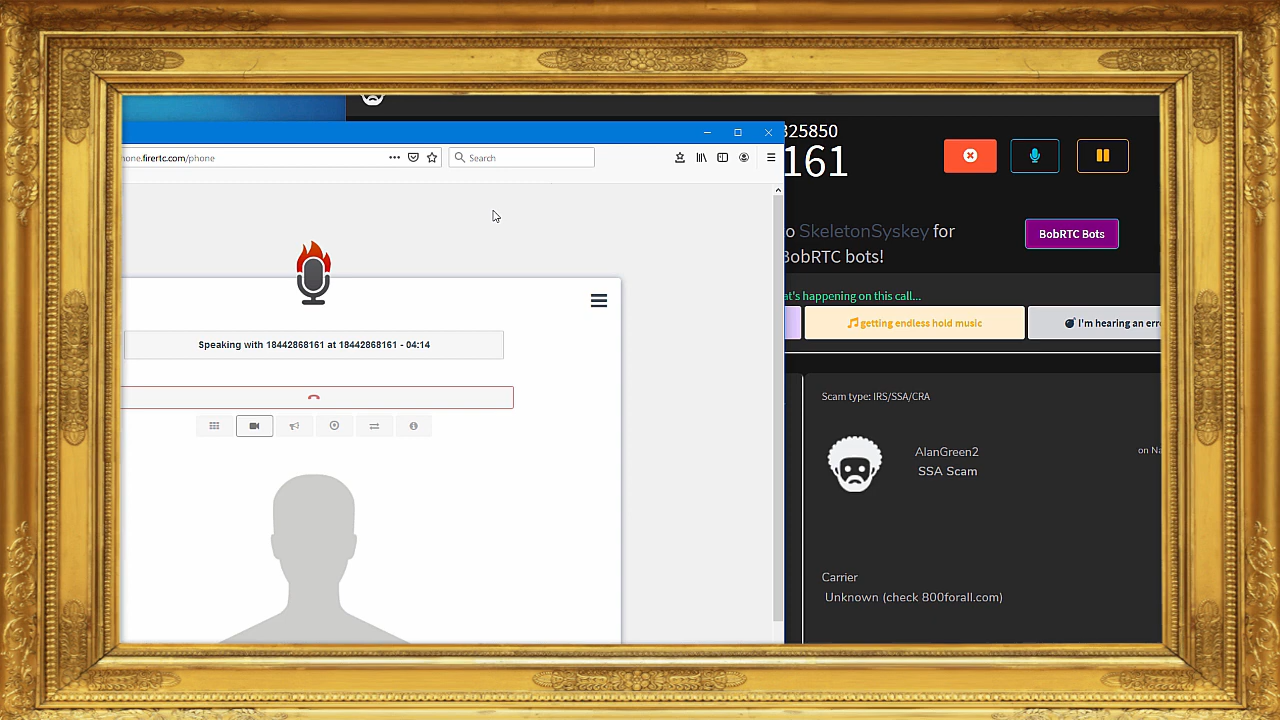 one.firertc.com/phone
Search
Speaking with 18442868161 at 18442868161 - 04:14
325850
161
o SkeletonSyskey for
BobRTC bots!
BobRTC Bots
at's happening on this call...
getting endless hold music
I'm hearing an erro
Scam type: IRS/SSA/CRA
AlanGreen2
SSA Scam
on Na
Carrier
Unknown (check 800forall.com)